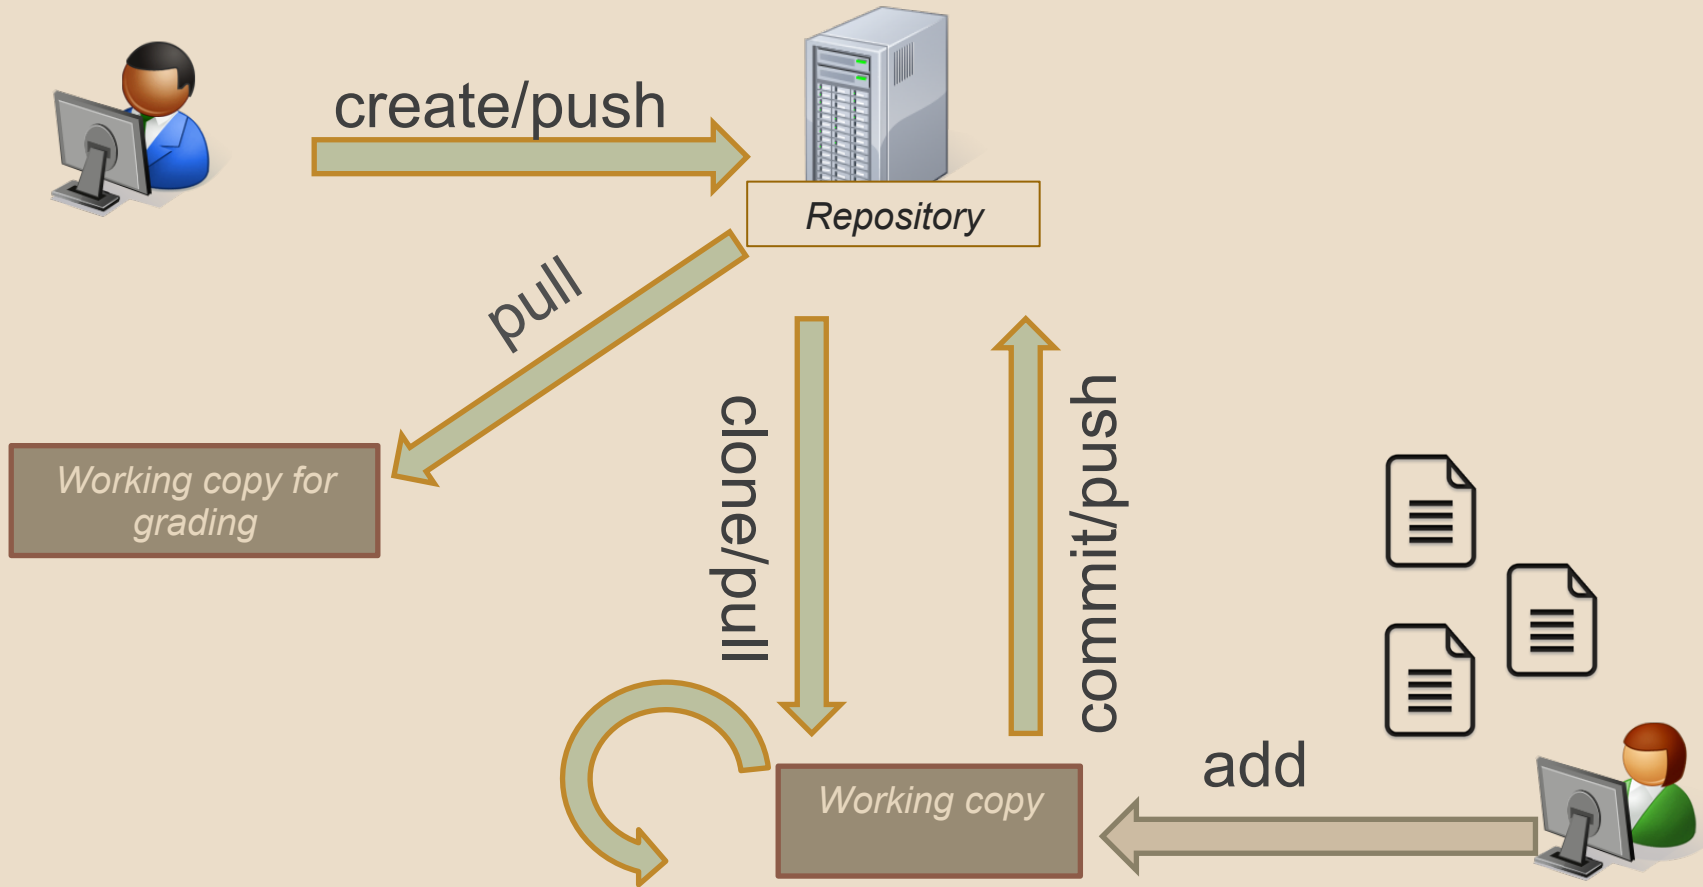 create/push
Repository
pull
clone/pull
commit/push
Working copy for
grading
add
Working copy